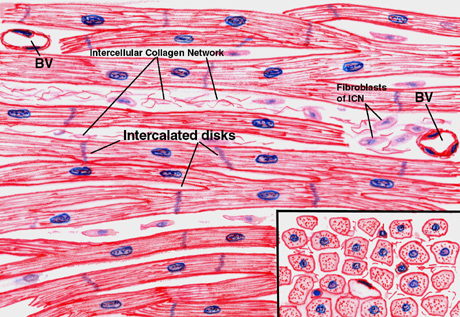 Intercellular Collagen Network
BV
Fibroblasts
of ICN
BV
Intercalated disks